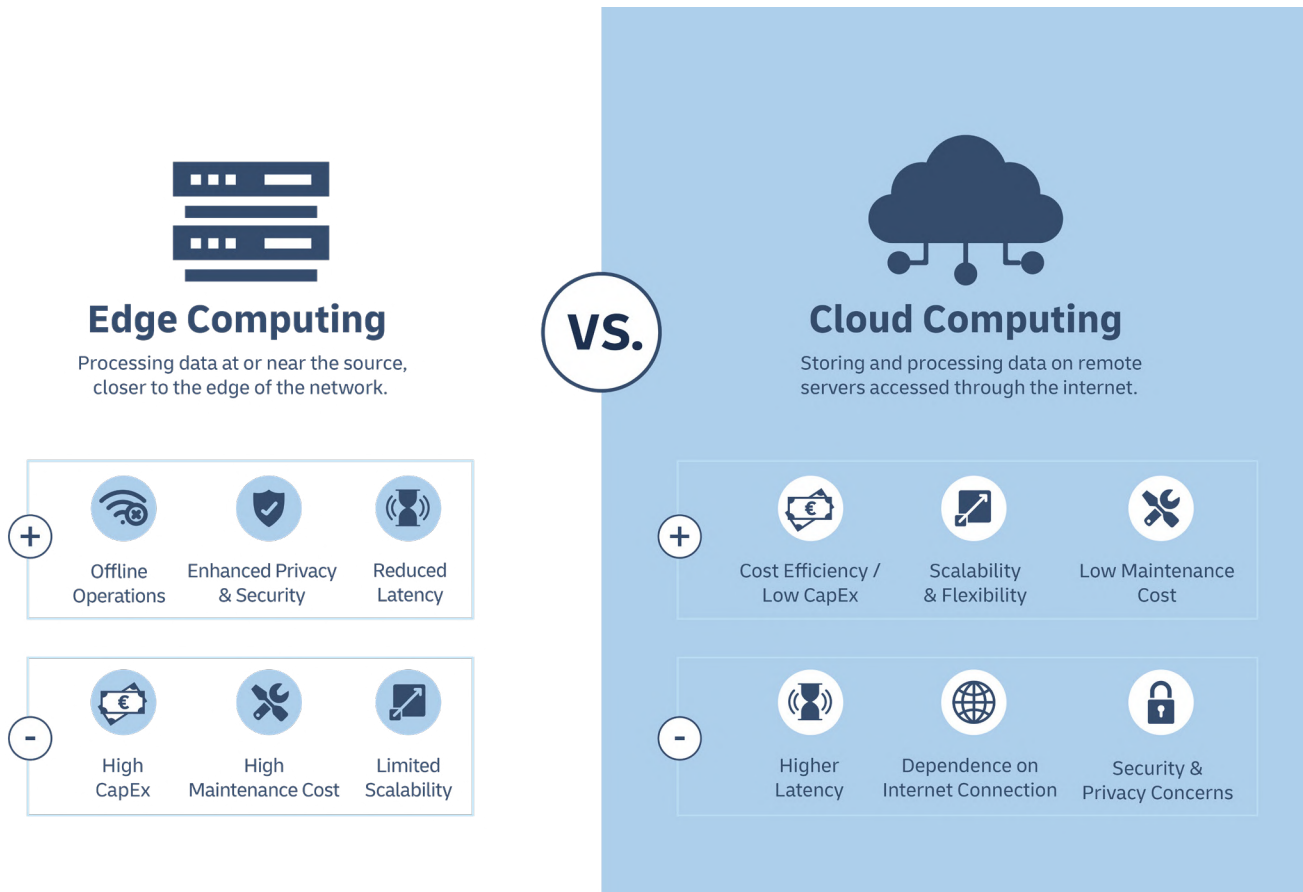 Edge Computing
Processing data at or near the source,
closer to the edge of the network.
+
Offline
Operations
Enhanced Privacy
& Security
Reduced
Latency
-
€
High
CapEx
High
Maintenance Cost
Limited
Scalability
VS.
Cloud Computing
Storing and processing data on remote
servers accessed through the internet.
+
€
Cost Efficiency /
Low CapEx
Scalability
& Flexibility
Low Maintenance
Cost
-
Higher
Latency
Dependence on
Internet Connection
Security &
Privacy Concerns